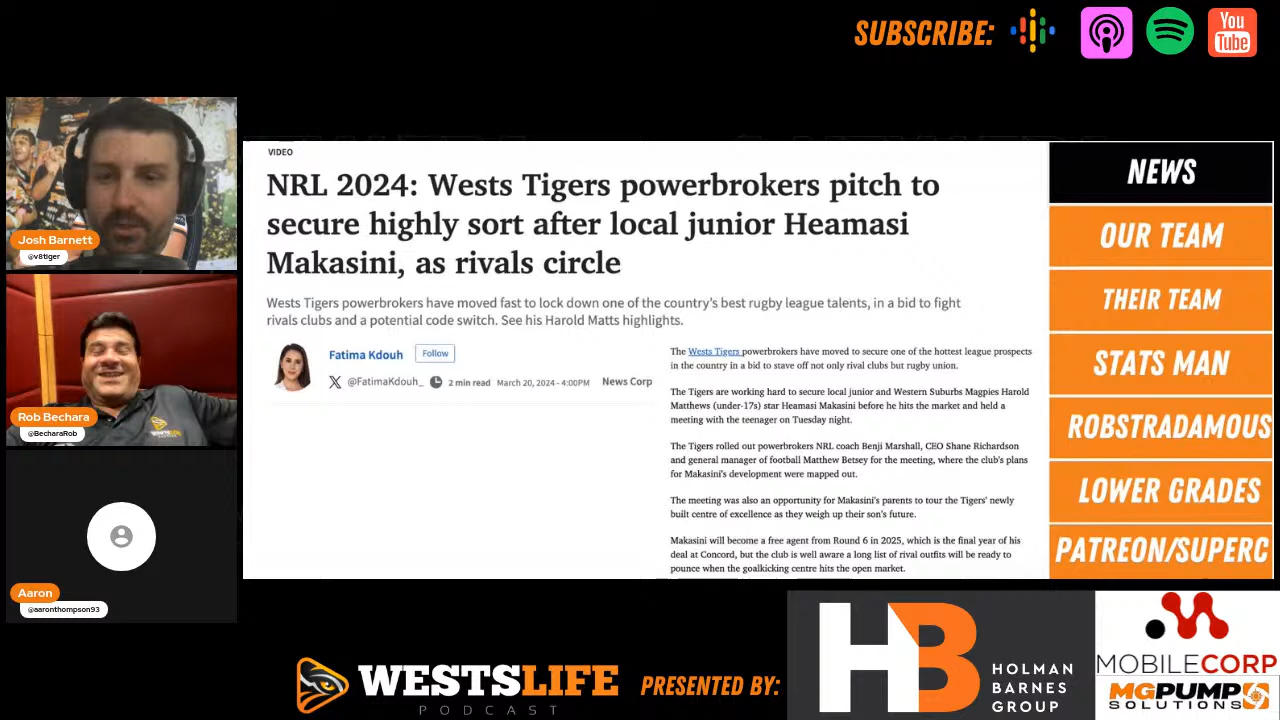 SUBSCRIBE:
You
Tube
Josh Barnett
@v8tiger
Rob Bechara
@BecharaRob
WESTSLIFE
Aaron
@aaronthompson93
VIDEO
NRL 2024: Wests Tigers powerbrokers pitch to
secure highly sort after local junior Heamasi
Makasini, as rivals circle
Wests Tigers powerbrokers have moved fast to lock down one of the country's best rugby league talents, in a bid to fight
rivals clubs and a potential code switch. See his Harold Matts highlights.
Fatima Kdouh
Follow
@FatimaKdouh_
2 min read
March 20, 2024 - 4:00PM
News Corp
The Wests Tigers powerbrokers have moved to secure one of the hottest league prospects
in the country in a bid to stave off not only rival clubs but rugby union.
The Tigers are working hard to secure local junior and Western Suburbs Magpies Harold
Matthews (under-17s) star Heamasi Makasini before he hits the market and held a
meeting with the teenager on Tuesday night.
The Tigers rolled out powerbrokers NRL coach Benji Marshall, CEO Shane Richardson
and general manager of football Matthew Betsey for the meeting, where the club's plans
for Makasini's development were mapped out.
The meeting was also an opportunity for Makasini's parents to tour the Tigers' newly
built centre of excellence as they weigh up their son's future.
Makasini will become a free agent from Round 6 in 2025, which is the final year of his
deal at Concord, but the club is well aware a long list of rival outfits will be ready to
pounce when the goalkicking centre hits the open market.
NEWS
OUR TEAM
THEIR TEAM
STATS MAN
ROBSTRADAMOUS
LOWER GRADES
PATREON/SUPERC
WESTSLIFE
PODCAST
PRESENTED BY:
HB
HOLMAN
BARNES
GROUP
MOBILECORP
MGPUMP
SOLUTIONS